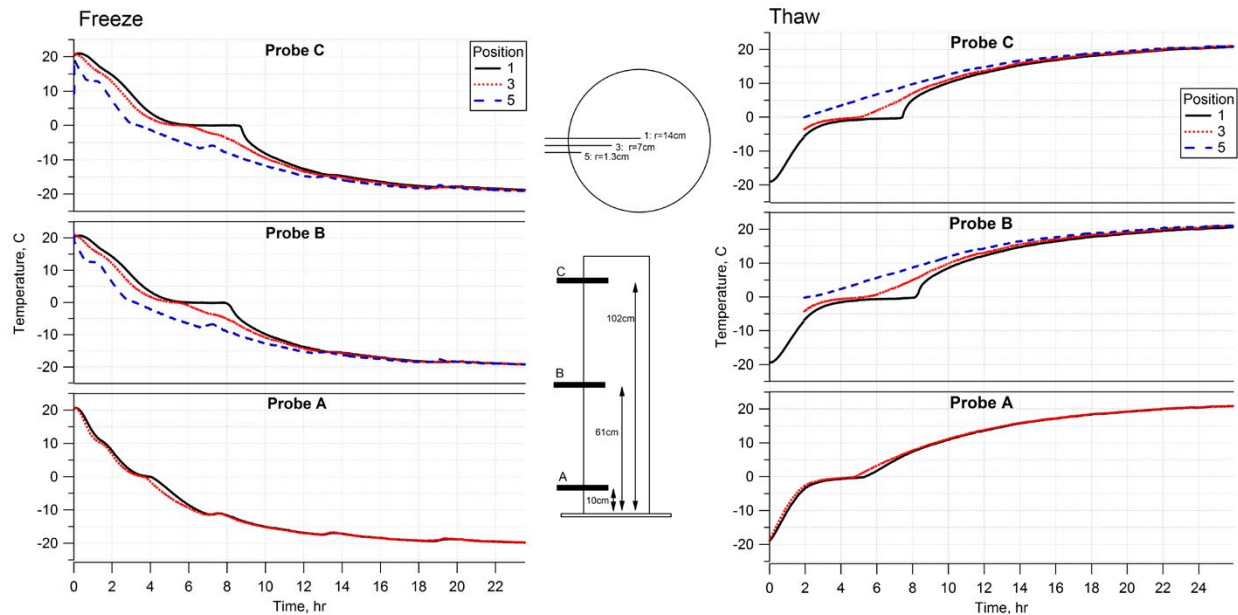 Freeze
Probe C
Position
1
3
5
20
10
0
-10
-20
Probe B
20
10
0
-10
-20
Temperature, C
Probe A
20
10
0
-10
-20
0 2 4 6 8 10 12 14 16 18 20 22
Time, hr
1: r=14cm
3: r=7cm
5: r=1.3cm
C
102cm
B
61cm
A
10cm
Thaw
Probe C
Position
1
3
5
20
10
0
-10
-20
Probe B
20
10
0
-10
-20
Temperature, C
Probe A
20
10
0
-10
-20
0 2 4 6 8 10 12 14 16 18 20 22 24
Time, hr